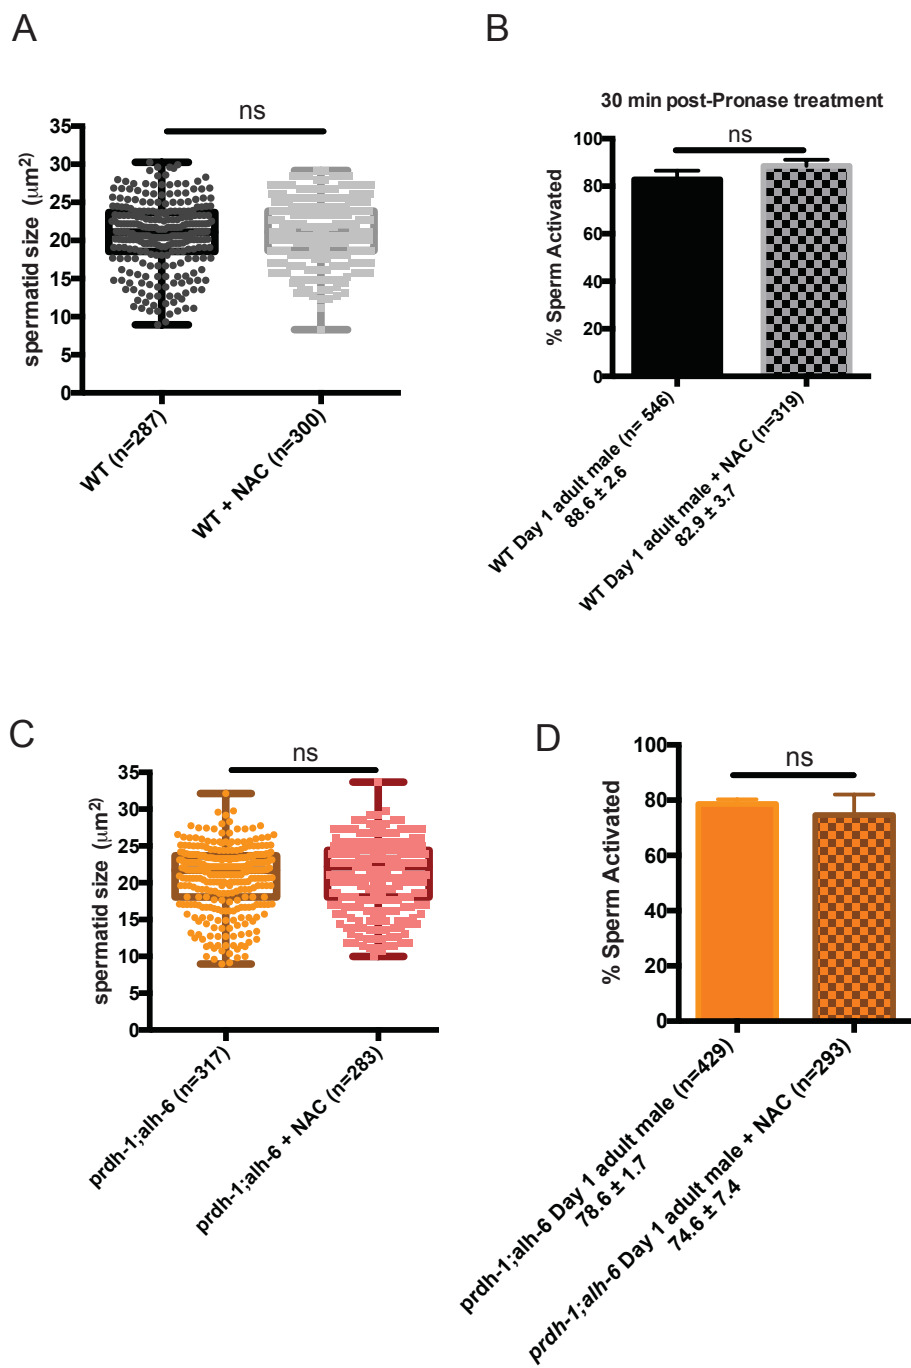 A
ns
35
30
25
20
15
10
5
0
spermatid size (μm²)
WT (n=287)
WT + NAC (n=300)
B
30 min post-Pronase treatment
ns
100
80
60
40
20
0
% Sperm Activated
WT Day 1 adult male (n= 546)
88.6 ± 2.6
WT Day 1 adult male + NAC (n=319)
82.9 ± 3.7
C
ns
35
30
25
20
15
10
5
0
spermatid size (μm²)
prdh-1;alh-6 (n=317)
prdh-1;alh-6 + NAC (n=283)
D
ns
100
80
60
40
20
0
% Sperm Activated
prdh-1;alh-6 Day 1 adult male (n=429)
78.6 ± 1.7
prdh-1;alh-6 Day 1 adult male + NAC (n=293)
74.6 ± 7.4